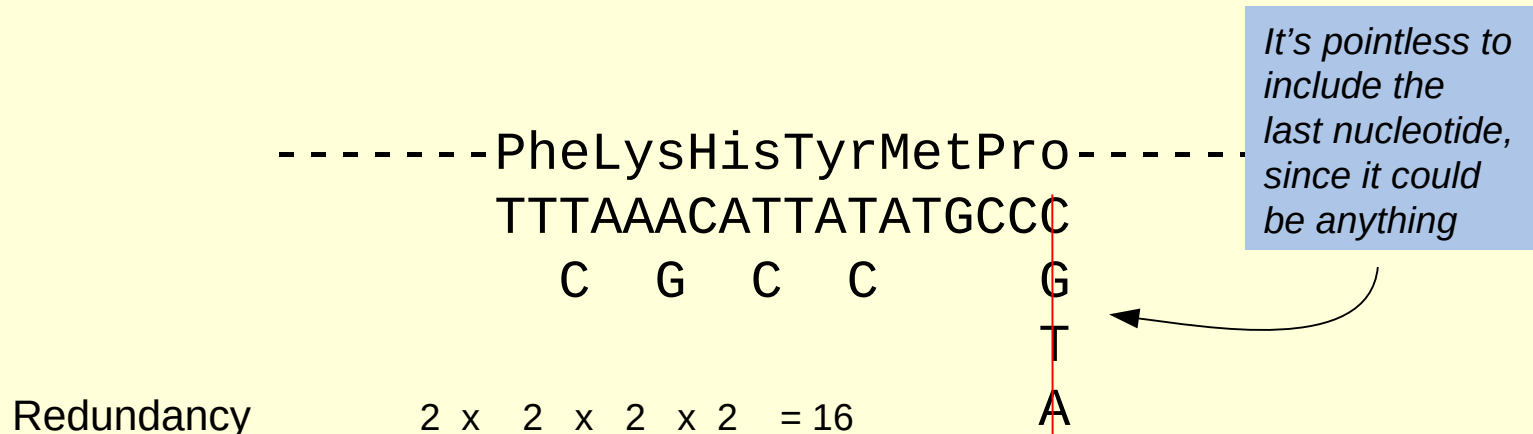 It’s pointless to
include the
last nucleotide,
since it could
be anything
-------PheLysHisTyrMetPro------
TTTAAACATTATATGCCC
C G C C G
T
A
Redundancy 2 x 2 x 2 x 2 = 16